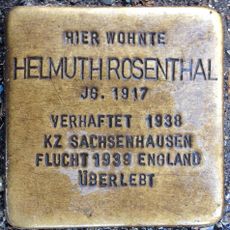 HIER WOHNTE
HELMUTH ROSENTHAL
JG. 1917
VERHAFTET 1938
KZ SACHSENHAUSEN
FLUCHT 1939 ENGLAND
ÜBERLEBT